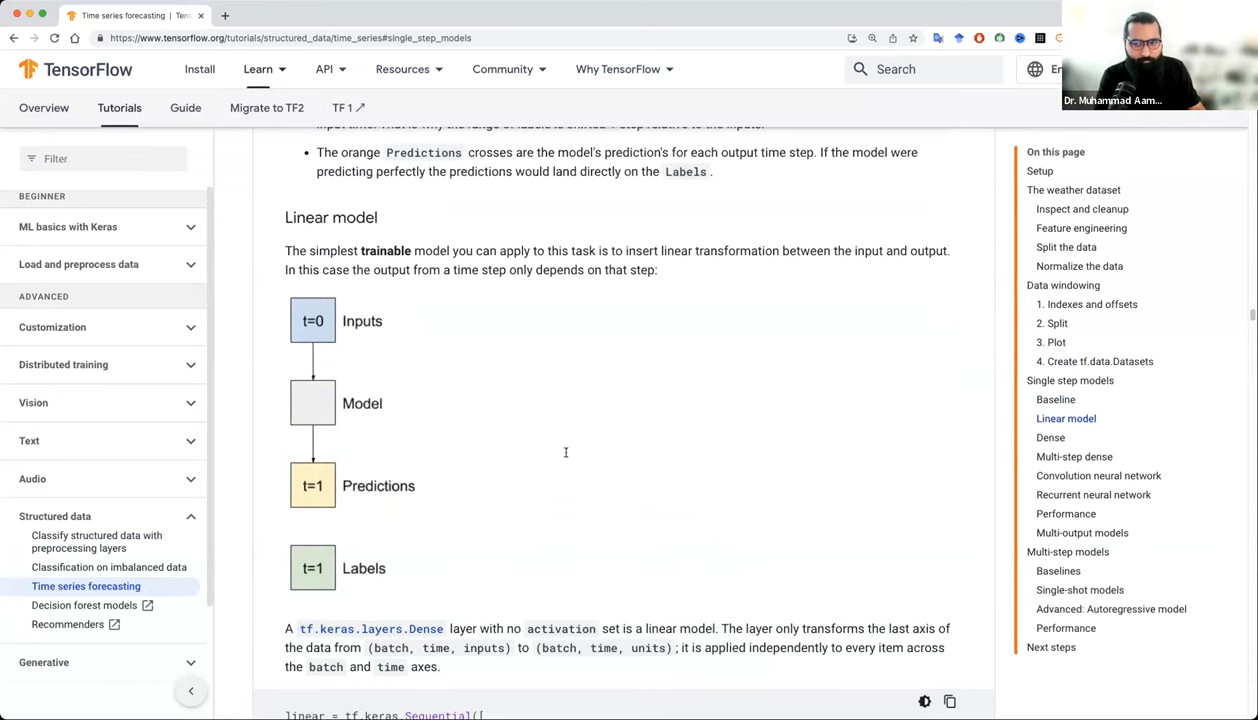 Time series forecasting | Tens
https://www.tensorflow.org/tutorials/structured_data/time_series#single_step_models
TensorFlow
Install
Learn
API
Resources
Community
Why TensorFlow
Search
Dr. Muhammad Aam...
Overview
Tutorials
Guide
Migrate to TF2
TF 1
Filter
BEGINNER
ML basics with Keras
Load and preprocess data
ADVANCED
Customization
Distributed training
Vision
Text
Audio
Structured data
Classify structured data with
preprocessing layers
Classification on imbalanced data
Time series forecasting
Decision forest models
Recommenders
Generative
• The orange Predictions crosses are the model's prediction's for each output time step. If the model were
predicting perfectly the predictions would land directly on the Labels.
Linear model
The simplest trainable model you can apply to this task is to insert linear transformation between the input and output.
In this case the output from a time step only depends on that step:
t=0 Inputs
Model
t=1 Predictions
t=1 Labels
A tf.keras.layers.Dense layer with no activation set is a linear model. The layer only transforms the last axis of
the data from (batch, time, inputs) to (batch, time, units); it is applied independently to every item across
the batch and time axes.
linear = tf.keras.Sequential([
On this page
Setup
The weather dataset
Inspect and cleanup
Feature engineering
Split the data
Normalize the data
Data windowing
1. Indexes and offsets
2. Split
3. Plot
4. Create tf.data.Datasets
Single step models
Baseline
Linear model
Dense
Multi-step dense
Convolution neural network
Recurrent neural network
Performance
Multi-output models
Multi-step models
Baselines
Single-shot models
Advanced: Autoregressive model
Performance
Next steps